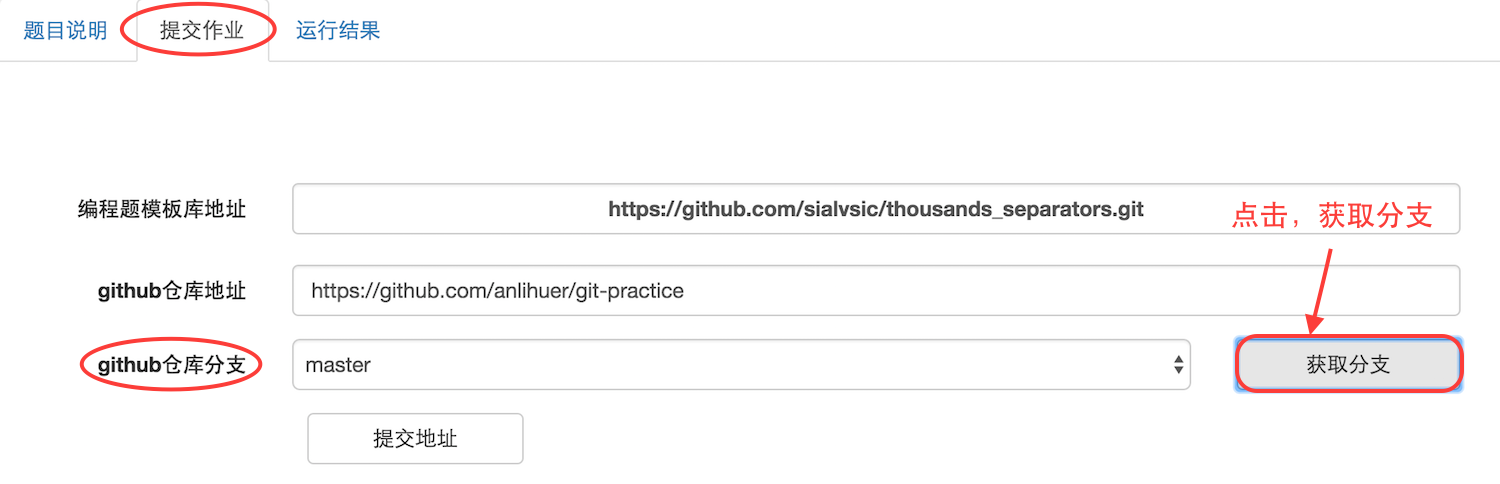 题目说明 提交作业 运行结果
编程题模板库地址 https://github.com/sialvsic/thousands_separators.git
点击，获取分支
github仓库地址 https://github.com/anlihuer/git-practice
github仓库分支 master 获取分支
提交地址